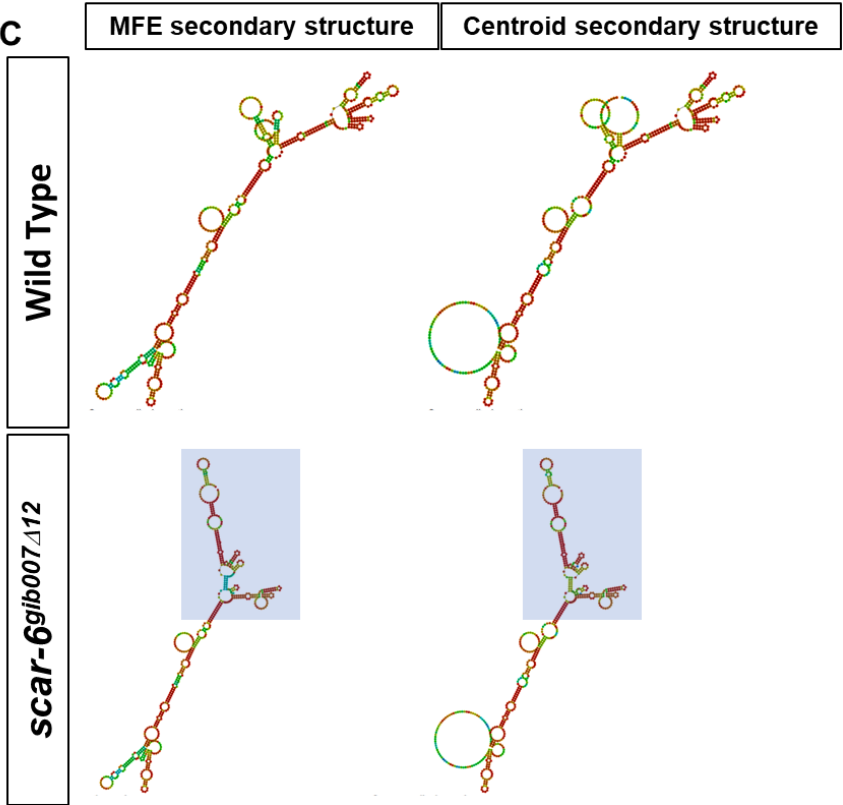 C
MFE secondary structure
Centroid secondary structure
Wild Type
scar-6gib007Δ12